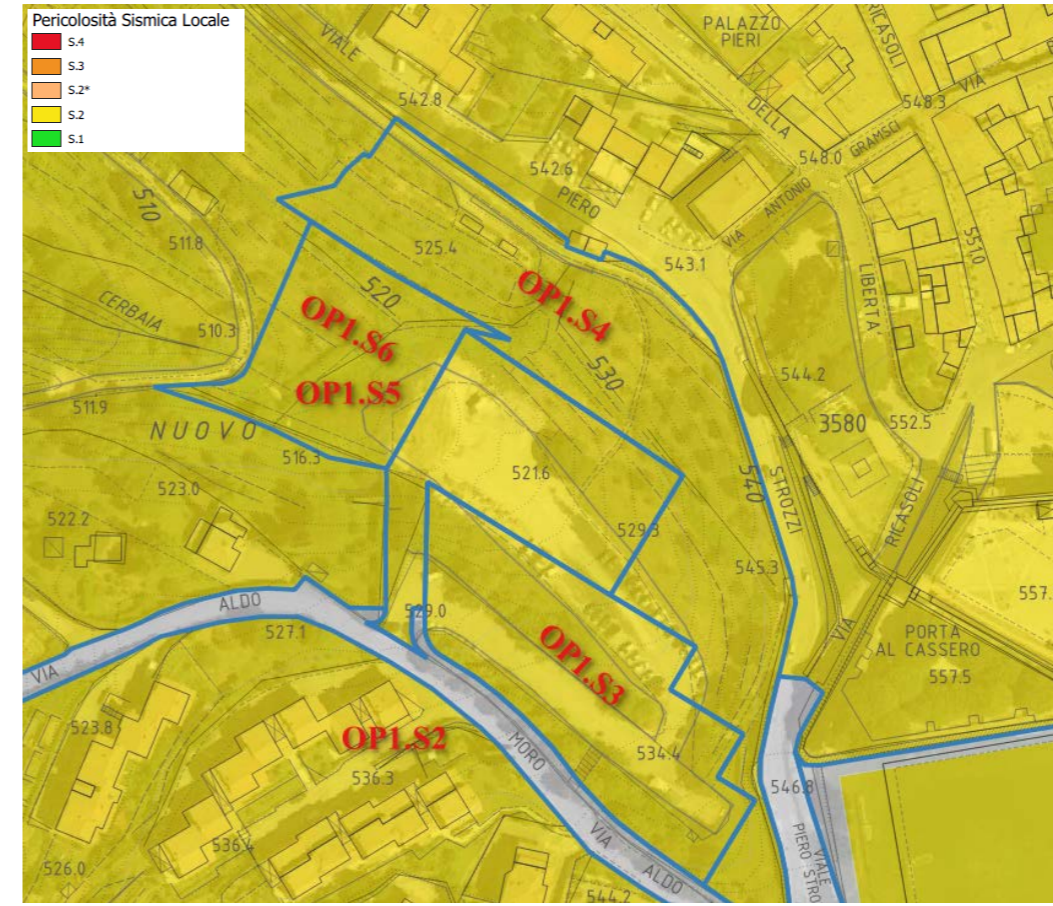 Pericolosità Sismica Locale
S.4
S.3
S.2*
S.2
S.1
VIALE
PALAZZO
PIERI
RICASOLI
DELLA
VIA
542.8
548.3
GRAMSCI
542.6
548.0
PIERO
ANTONIO
510
VIA
511.8
525.4
543.1
LIBERTA'
5510
CERBAIA
520
OP1.S4
510.3
OP1.S6
530
544.2
OP1.S5
511.9
3580
552.5
NUOVO
516.3
521.6
540
STROZZI
523.0
RICASOLI
522.2
529.3
545.3
557.
ALDO
529.0
527.1
VIA
PORTA
AL CASSERO
OP1.S3
VIA
557.5
523.8
OP1.S2
MORO
534.4
536.3
546.8
536.4
VIA
VIALE
PIERO STRO
526.0
ALDO
544.2